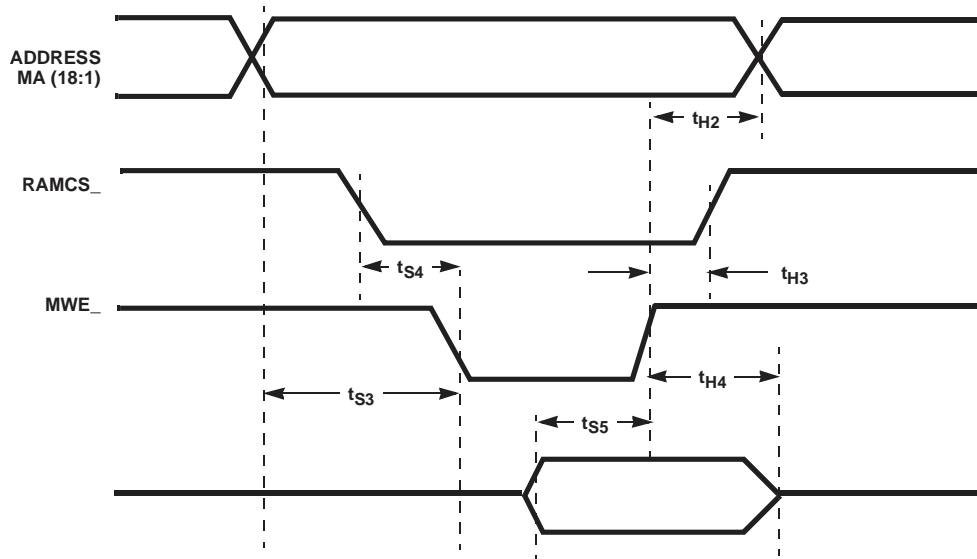 ADDRESS
MA (18:1)
tH2
RAMCS_
tS4
tH3
MWE_
tH4
tS3
tS5